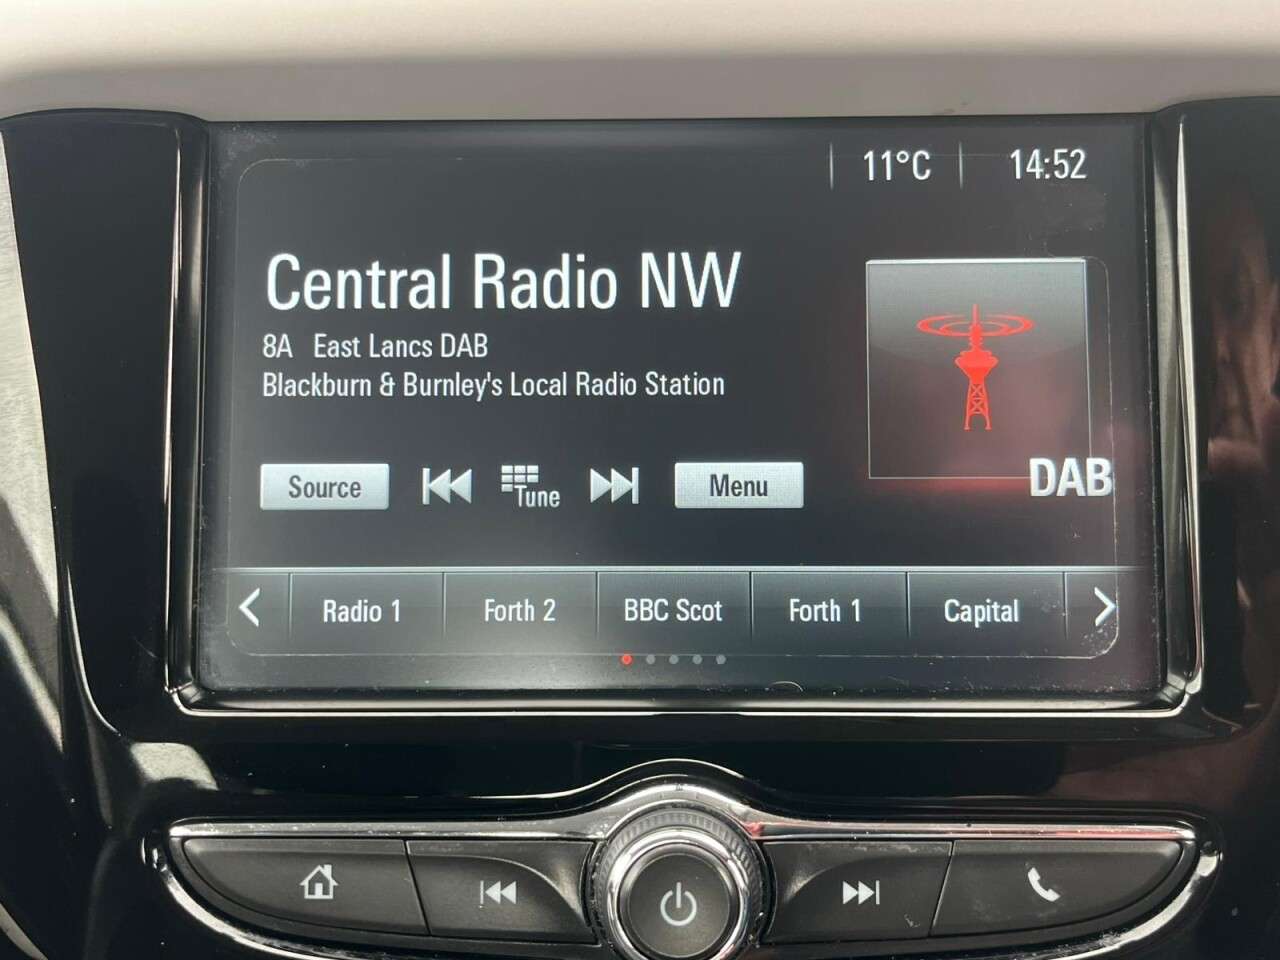 11°C 14:52
Central Radio NW
8A East Lancs DAB
Blackburn & Burnley's Local Radio Station
DAB
Source Tune Menu
Radio 1 Forth 2 BBC Scot Forth 1 Capital